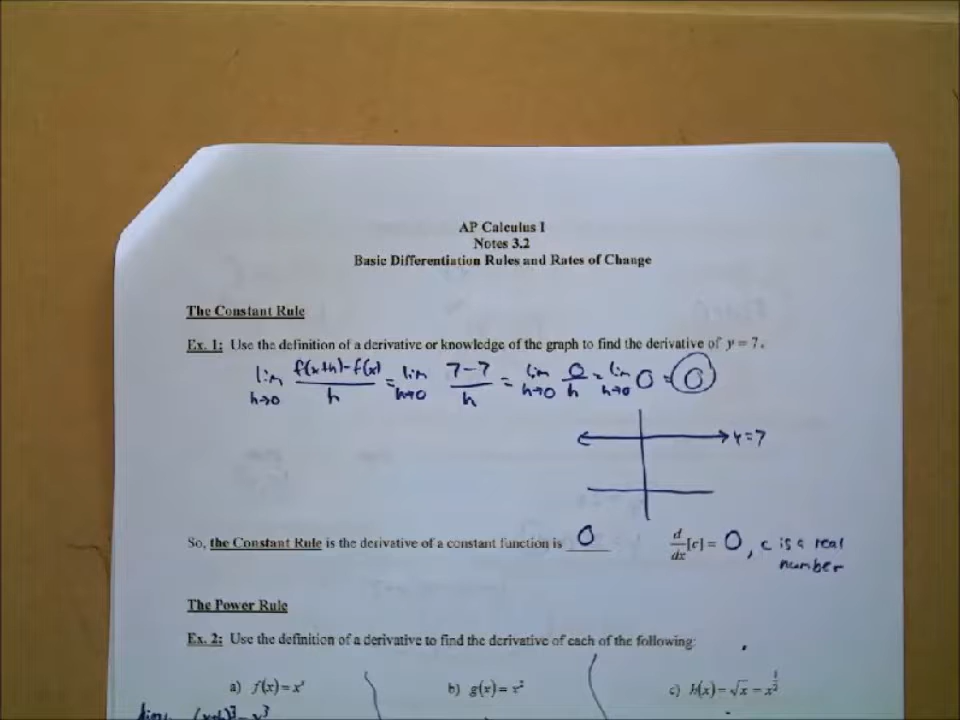 AP Calculus I
Notes 3.2
Basic Differentiation Rules and Rates of Change
The Constant Rule
Ex. 1: Use the definition of a derivative or knowledge of the graph to find the derivative of y = 7.
lim h→0 f(x+h)-f(x)/h = lim h→0 7-7/h = lim h→0 0/h = lim h→0 0 = 0
y=7
So, the Constant Rule is the derivative of a constant function is 0 d/dx [c] = 0, c is a real number
The Power Rule
Ex. 2: Use the definition of a derivative to find the derivative of each of the following:
a) f(x) = x³ b) g(x) = x² c) h(x) = √x = x^1/2
lim (x+h)³ - x³